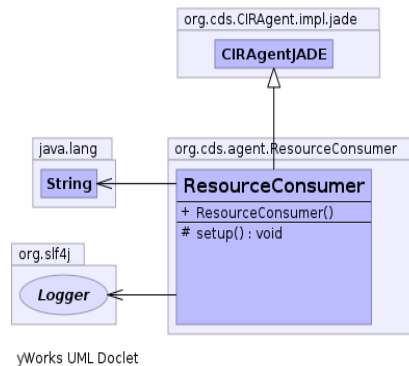 org.cds.CIRAgent.impl.jade
CIRAgentJADE
java.lang
String
org.cds.agent.ResourceConsumer
ResourceConsumer
+ ResourceConsumer()
# setup() : void
org.slf4j
Logger
yWorks UML Doclet